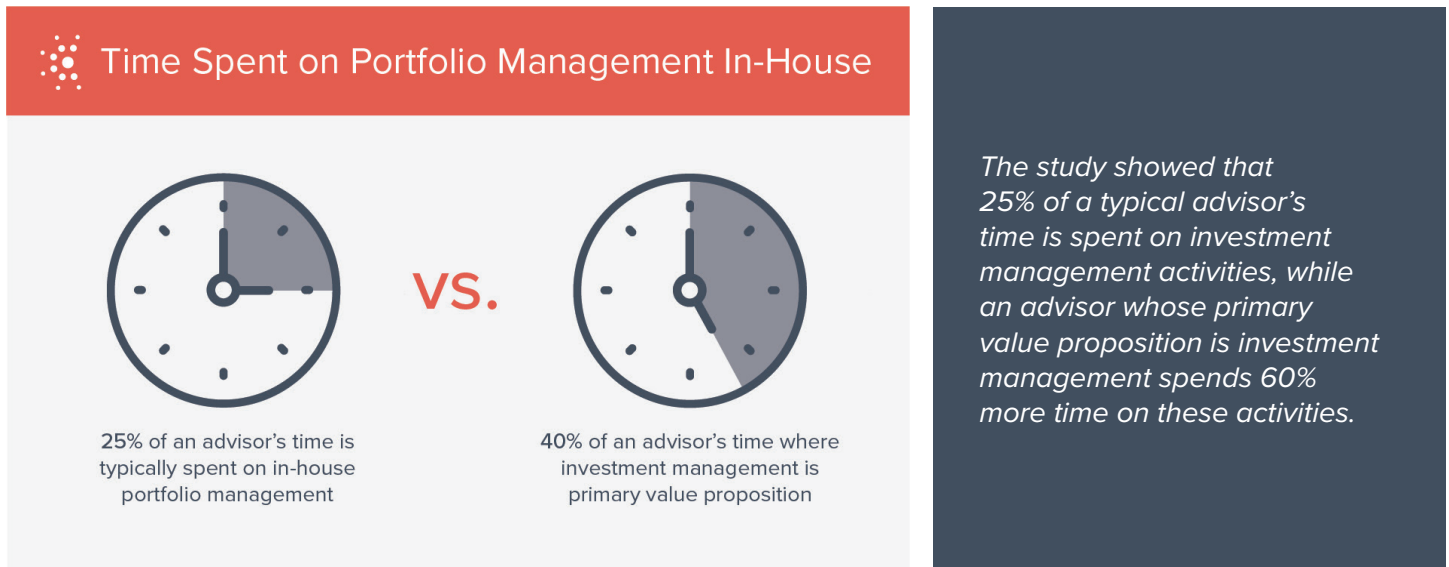 Time Spent on Portfolio Management In-House
vs.
25% of an advisor's time is
typically spent on in-house
portfolio management
40% of an advisor's time where
investment management is
primary value proposition
The study showed that
25% of a typical advisor's
time is spent on investment
management activities, while
an advisor whose primary
value proposition is investment
management spends 60%
more time on these activities.